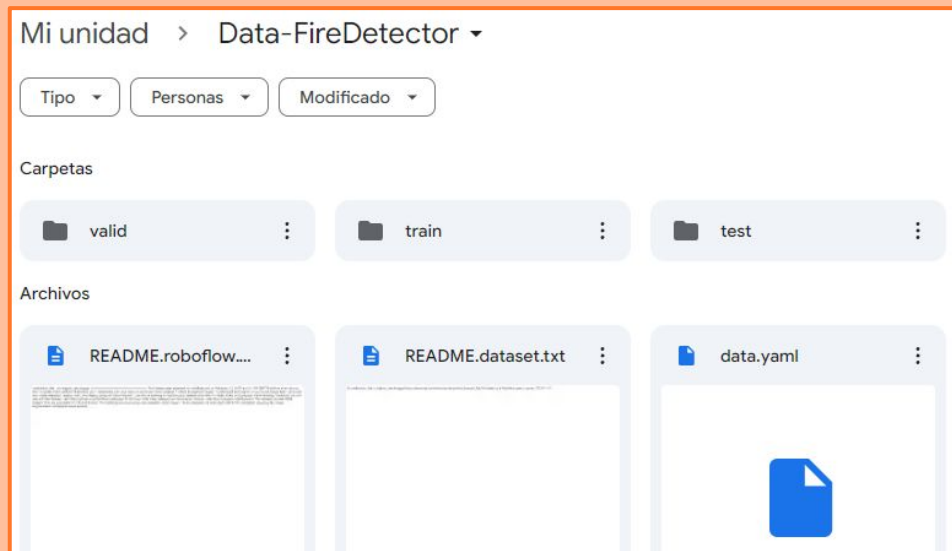 Mi unidad > Data-FireDetector
Tipo Personas Modificado
Carpetas
valid train test
Archivos
README.roboflow.... README.dataset.txt data.yaml